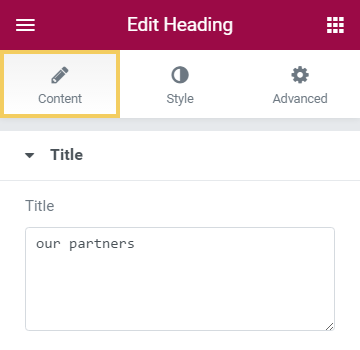 Edit Heading
Content Style Advanced
Title
Title
our partners